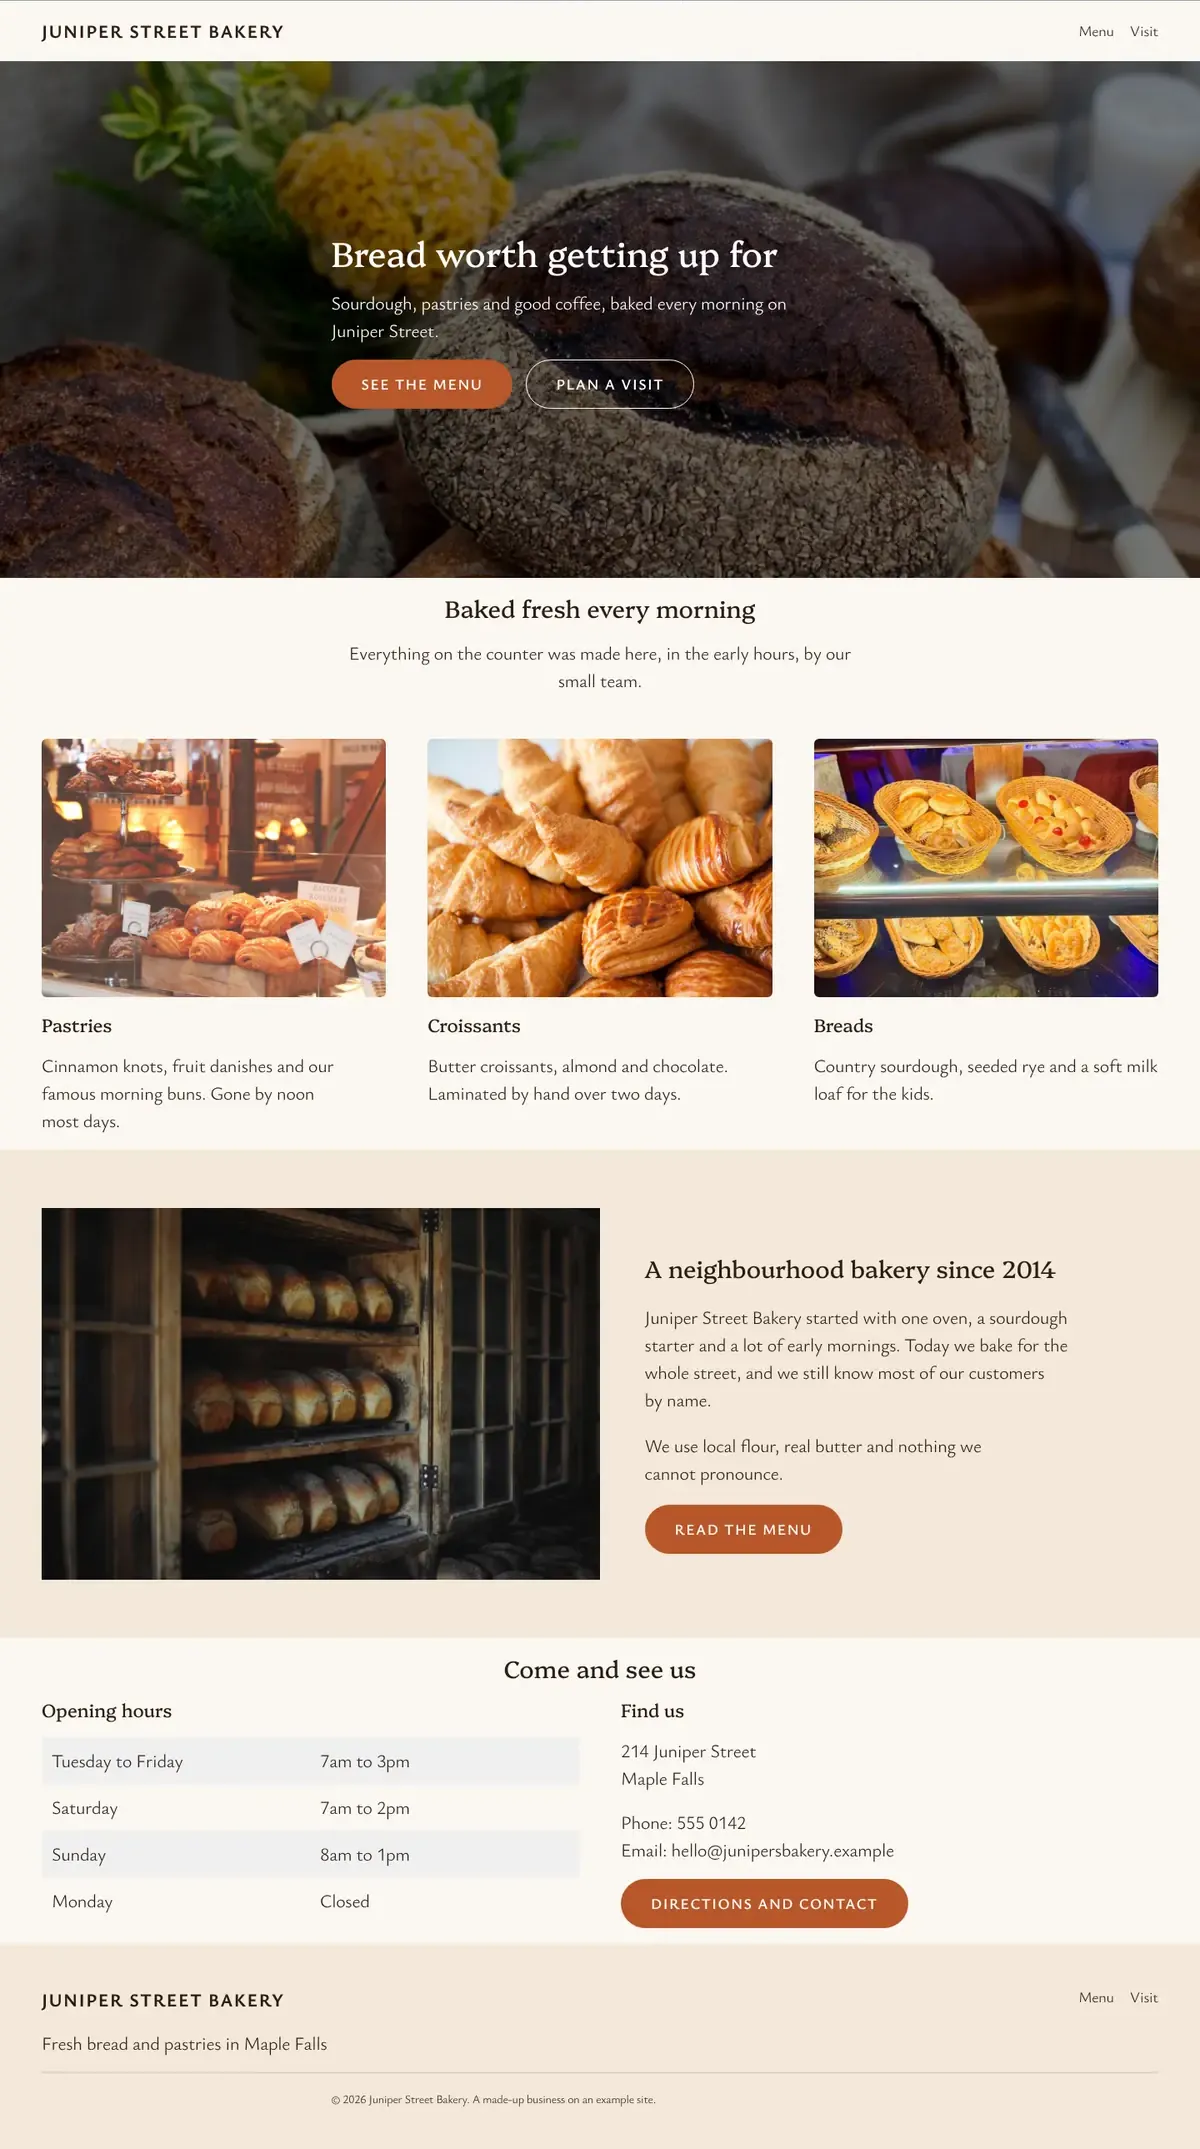 JUNIPER STREET BAKERY
Menu Visit
Bread worth getting up for
Sourdough, pastries and good coffee, baked every morning on
Juniper Street.
SEE THE MENU
PLAN A VISIT
Baked fresh every morning
Everything on the counter was made here, in the early hours, by our
small team.
Pastries
Cinnamon knots, fruit danishes and our
famous morning buns. Gone by noon
most days.
Croissants
Butter croissants, almond and chocolate.
Laminated by hand over two days.
Breads
Country sourdough, seeded rye and a soft milk
loaf for the kids.
A neighbourhood bakery since 2014
Juniper Street Bakery started with one oven, a sourdough
starter and a lot of early mornings. Today we bake for the
whole street, and we still know most of our customers
by name.
We use local flour, real butter and nothing we
cannot pronounce.
READ THE MENU
Come and see us
Opening hours
Tuesday to Friday 7am to 3pm
Saturday 7am to 2pm
Sunday 8am to 1pm
Monday Closed
Find us
214 Juniper Street
Maple Falls
Phone: 555 0142
Email: hello@junipersbakery.example
DIRECTIONS AND CONTACT
JUNIPER STREET BAKERY
Menu Visit
Fresh bread and pastries in Maple Falls
© 2026 Juniper Street Bakery. A made-up business on an example site.